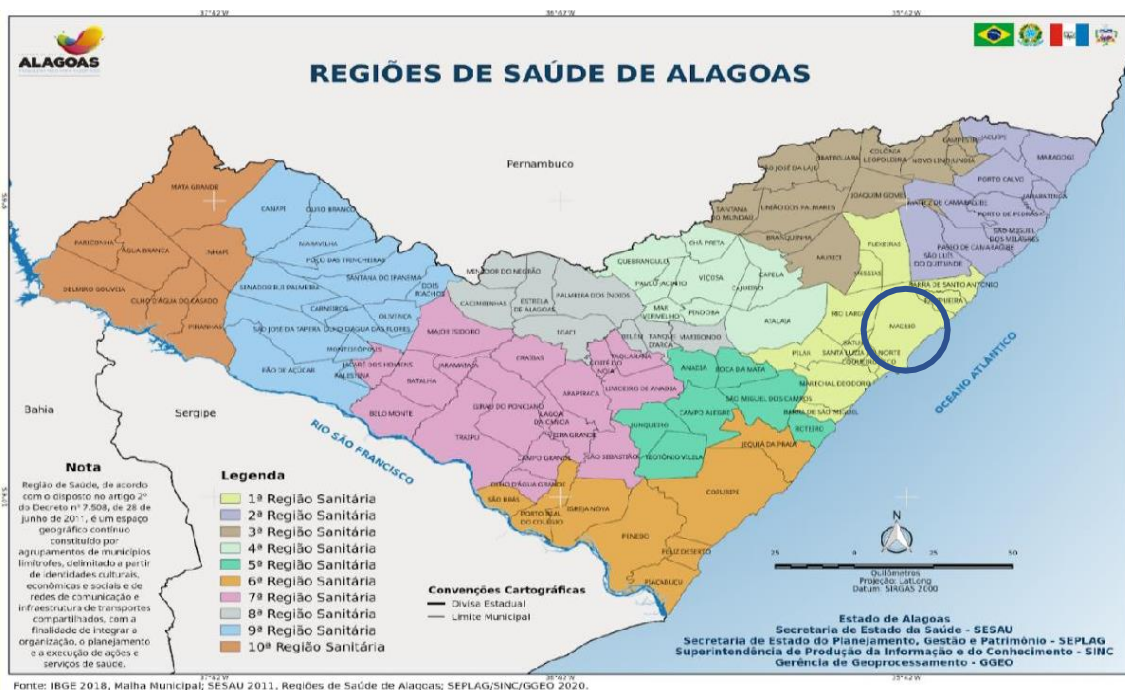 37°42'W
36°42'W
35°42'W
ALAGOAS
REGIÕES DE SAÚDE DE ALAGOAS
Pernambuco
Bahia
Sergipe
RIO SÃO FRANCISCO
OCEANO ATLÂNTICO
MATA GRANDE
PARICONHA
ÁGUA BRANCA
INHAPI
DELMIRO GOUVEIA
OLHO D'ÁGUA DO CASADO
PIRANHAS
CANAPI
OURO BRANCO
MARAVILHA
POÇO DAS TRINCHEIRAS
SANTANA DO IPANEMA
SENADOR RUI PALMEIRA
DOIS
RIACHOS
CARNEIROS
OLIVENÇA
SÃO JOSÉ DA TAPERA
OLHO D'ÁGUA DAS FLORES
MONTEIRÓPOLIS
PÃO DE AÇÚCAR
PALESTINA
JACARÉ DOS HOMENS
MAJOR ISIDORO
BATALHA
JARAMATAIA
BELO MONTE
TRAIPU
GIRAU DO PONCIANO
CRAÍBAS
ARAPIRACA
LAGOA
DA CANOA
FEIRA GRANDE
CAMPO GRANDE
SÃO SEBASTIÃO
OLHO D'ÁGUA GRANDE
LIMOEIRO DE ANADIA
TAQUARANA
COITÉ DO
NÓIA
MINADOR DO NEGRÃO
CACIMBINHAS
ESTRELA
DE ALAGOAS
PALMEIRA DOS ÍNDIOS
IGACI
BELÉM
TANQUE
D'ARCA
MARIBONDO
QUEBRANGULO
CHÃ PRETA
PAULO JACINTO
VIÇOSA
CAJUEIRO
CAPELA
MAR
VERMELHO
PINDOBA
ATALAIA
SÃO JOSÉ DA LAJE
IBATEGUARA
COLÔNIA
LEOPOLDINA
NOVO LINO
JUNDIÁ
CAMPESTRE
JACUÍPE
SANTANA
DO MUNDAÚ
UNIÃO DOS PALMARES
JOAQUIM GOMES
BRANQUINHA
MURICI
MARAGOGI
PORTO CALVO
JAPARATINGA
MATRIZ DE CAMARAGIBE
PORTO DE PEDRAS
SÃO MIGUEL
DOS MILAGRES
PASSO DE CAMARAGIBE
SÃO LUÍS
DO QUITUNDE
FLEXEIRAS
MESSIAS
BARRA DE SANTO ANTÔNIO
PARIPUEIRA
RIO LARGO
MACEIÓ
SATUBA
PILAR
SANTA LUZIA DO NORTE
COQUEIRO SECO
MARECHAL DEODORO
BARRA DE SÃO MIGUEL
ANADIA
BOCA DA MATA
SÃO MIGUEL DOS CAMPOS
CAMPO ALEGRE
JUNQUEIRO
TEOTÔNIO VILELA
ROTEIRO
JEQUIÁ DA PRAIA
CORURIPE
SÃO BRÁS
PORTO REAL
DO COLÉGIO
IGREJA NOVA
PENEDO
FELIZ DESERTO
PIAÇABUÇU
Nota
Região de Saúde, de acordo
com o disposto no artigo 2º
do Decreto nº 7.508, de 28 de
junho de 2011, é um espaço
geográfico contínuo
constituído por
agrupamentos de municípios
limítrofes, delimitado a partir
de identidades culturais,
econômicas e sociais e de
redes de comunicação e
infraestrutura de transportes
compartilhados, com a
finalidade de integrar a
organização, o planejamento
e a execução de ações e
serviços de saúde.
Legenda
1ª Região Sanitária
2ª Região Sanitária
3ª Região Sanitária
4ª Região Sanitária
5ª Região Sanitária
6ª Região Sanitária
7ª Região Sanitária
8ª Região Sanitária
9ª Região Sanitária
10ª Região Sanitária
Convenções Cartográficas
Divisa Estadual
Limite Municipal
N
25 0 25 50
Quilômetros
Projeção: LatLong
Datum: SIRGAS 2000
Estado de Alagoas
Secretaria de Estado da Saúde - SESAU
Secretaria de Estado do Planejamento, Gestão e Patrimônio - SEPLAG
Superintendência de Produção da Informação e do Conhecimento - SINC
Gerência de Geoprocessamento - GGEO
37°42'W
35°42'W
Fonte: IBGE 2018, Malha Municipal; SESAU 2011, Regiões de Saúde de Alagoas; SEPLAG/SINC/GGEO 2020.